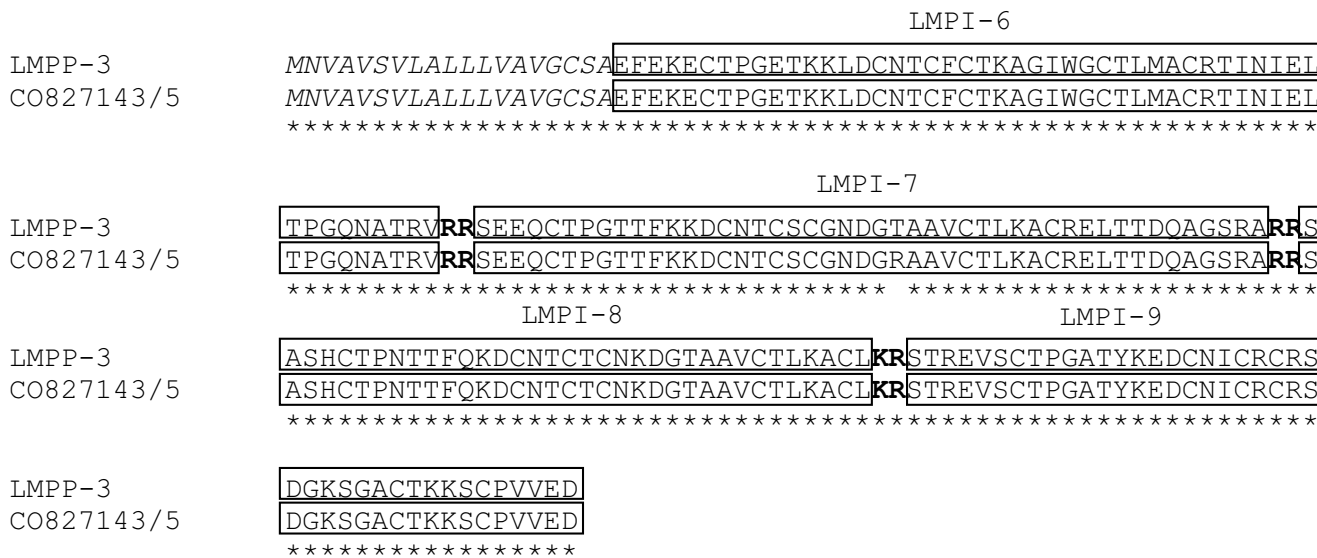 LMPI-6
LMPP-3 MNVAVSVLALLLVAVGCSAEFEKECTPGETKKLDCNTCFCTKAGIWGCTLMACRTINIEL
CO827143/5 MNVAVSVLALLLVAVGCSAEFEKECTPGETKKLDCNTCFCTKAGIWGCTLMACRTINIEL
************************************************************
LMPI-7
LMPP-3 TPGQNATRVRRSEEQCTPGTTFKKDCNTCSCGNDGTAAVCTLKACRELTTDQAGSRARRS
CO827143/5 TPGQNATRVRRSEEQCTPGTTFKKDCNTCSCGNDGRAAVCTLKACRELTTDQAGSRARRS
*********************************** ************************
LMPI-8 LMPI-9
LMPP-3 ASHCTPNTTFQKDCNTCTCNKDGTAAVCTLKACLKRSTREVSCTPGATYKEDCNICRCRS
CO827143/5 ASHCTPNTTFQKDCNTCTCNKDGTAAVCTLKACLKRSTREVSCTPGATYKEDCNICRCRS
************************************************************
LMPP-3 DGKSGACTKKSCPVVED
CO827143/5 DGKSGACTKKSCPVVED
*****************